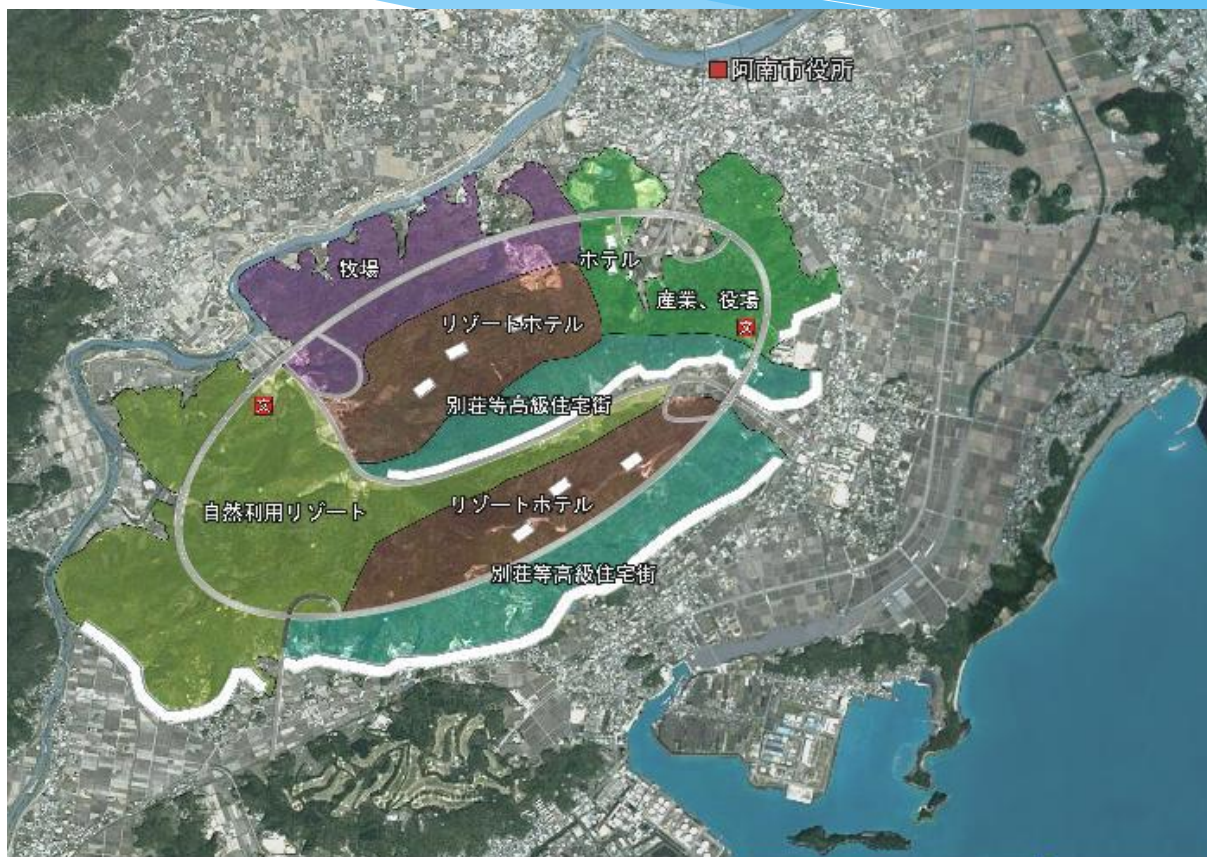 阿南市役所
牧場
ホテル
産業、役場
リゾートホテル
文
別荘等高級住宅街
文
自然利用リゾート
リゾートホテル
別荘等高級住宅街